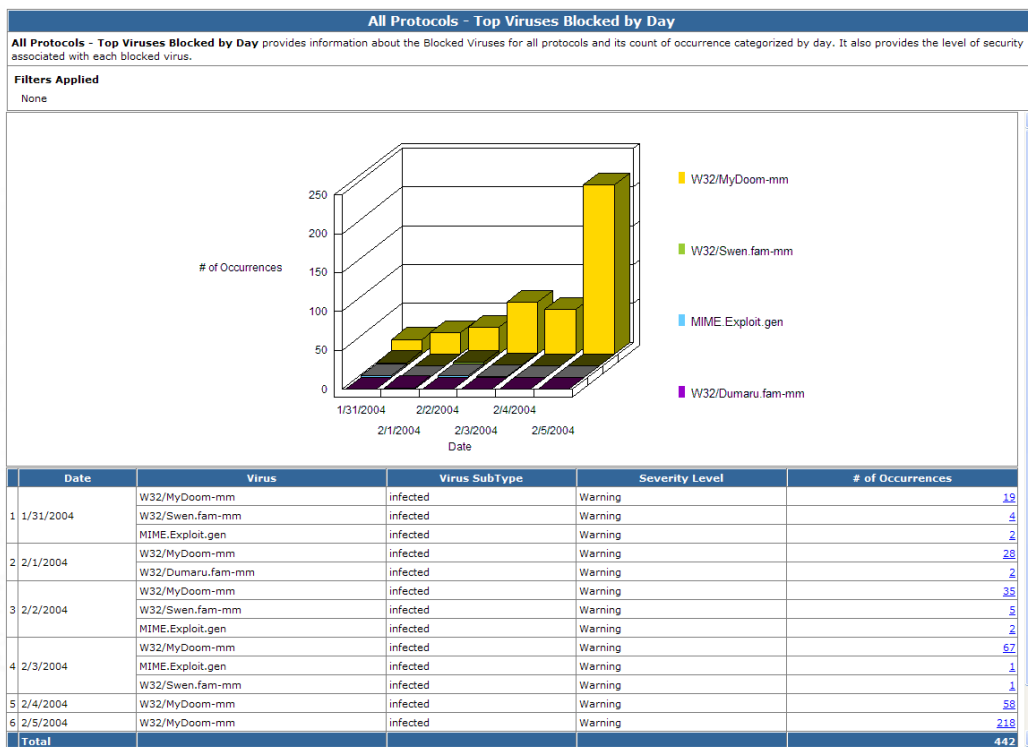 All Protocols - Top Viruses Blocked by Day
All Protocols - Top Viruses Blocked by Day provides information about the Blocked Viruses for all protocols and its count of occurrence categorized by day. It also provides the level of security
associated with each blocked virus.
Filters Applied
None
250
200
150
100
50
0
# of Occurrences
1/31/2004 2/2/2004 2/4/2004
2/1/2004 2/3/2004 2/5/2004
Date
W32/MyDoom-mm
W32/Swen.fam-mm
MIME.Exploit.gen
W32/Dumaru.fam-mm
Date Virus Virus SubType Severity Level # of Occurrences
1 1/31/2004 W32/MyDoom-mm infected Warning 19
W32/Swen.fam-mm infected Warning 4
MIME.Exploit.gen infected Warning 2
2 2/1/2004 W32/MyDoom-mm infected Warning 28
W32/Dumaru.fam-mm infected Warning 2
3 2/2/2004 W32/MyDoom-mm infected Warning 35
W32/Swen.fam-mm infected Warning 5
MIME.Exploit.gen infected Warning 2
4 2/3/2004 W32/MyDoom-mm infected Warning 67
MIME.Exploit.gen infected Warning 1
W32/Swen.fam-mm infected Warning 1
5 2/4/2004 W32/MyDoom-mm infected Warning 58
6 2/5/2004 W32/MyDoom-mm infected Warning 218
Total 442